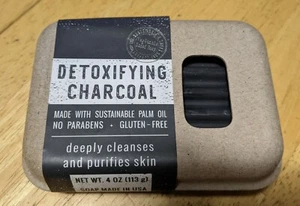 DETOXIFYING
CHARCOAL
MADE WITH SUSTAINABLE PALM OIL
NO PARABENS • GLUTEN-FREE
deeply cleanses
and purifies skin
NET WT. 4 OZ (113 g)
SOAP MADE IN USA